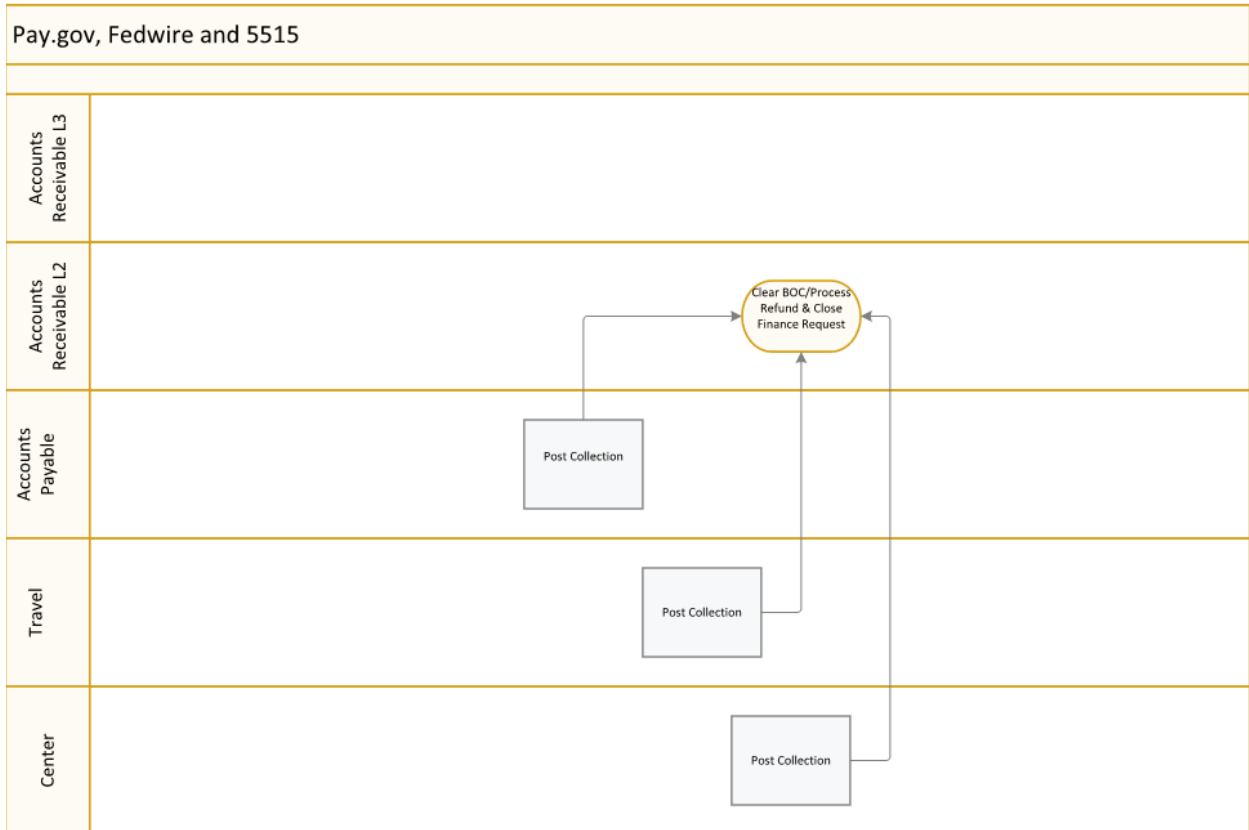 Pay.gov, Fedwire and 5515
Accounts
Receivable L3
Accounts
Receivable L2
Clear BOC/Process
Refund & Close
Finance Request
Accounts
Payable
Post Collection
Travel
Post Collection
Center
Post Collection